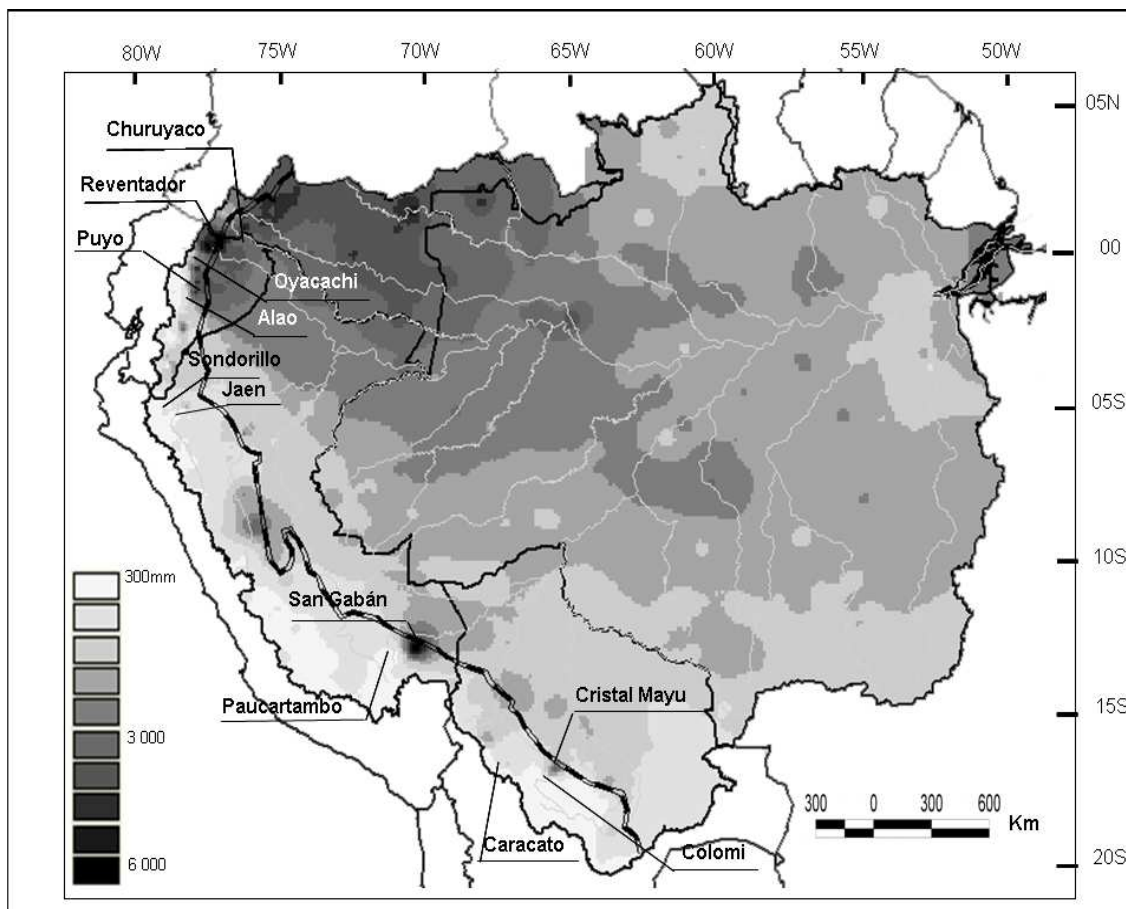 80W 75W 70W 65W 60W 55W 50W
05N
Churuyaco
Reventador
Puyo
00
Oyacachi
Alao
Sondorillo
Jaen
05S
10S
300mm
San Gabán
Cristal Mayu
Paucartambo
15S
3 000
300 0 300 600
Km
Caracato
Colomi
6 000
20S